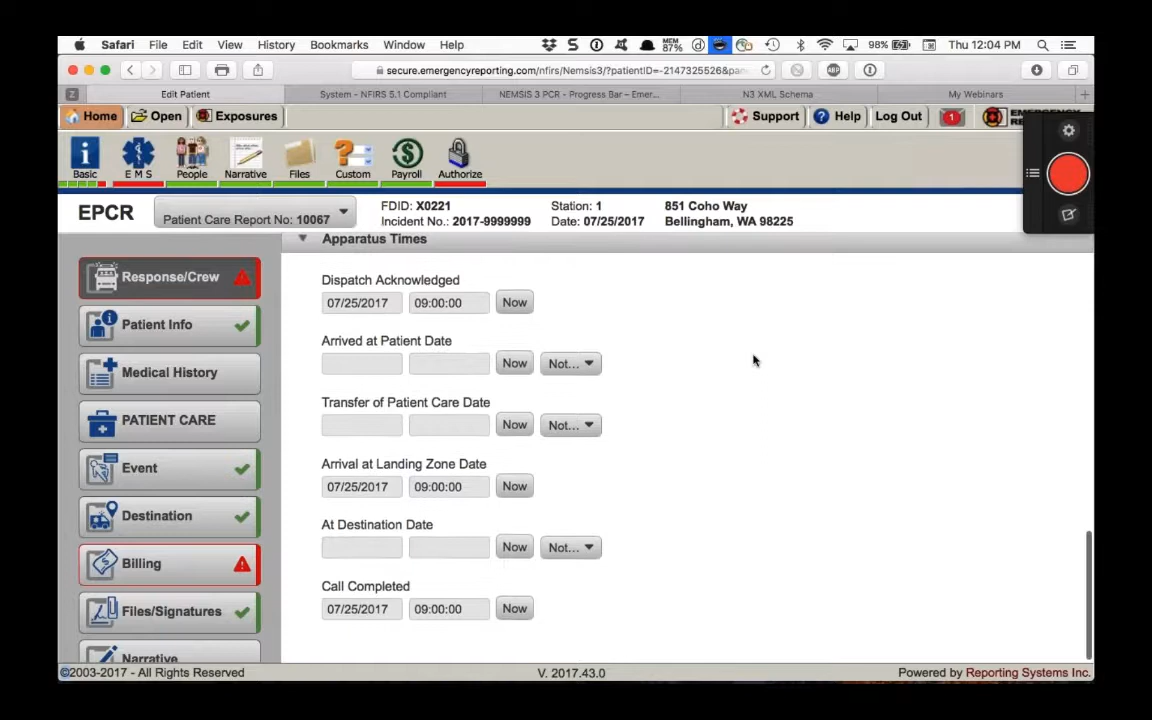 Safari File Edit View History Bookmarks Window Help MEM 87% 98% Thu 12:04 PM
secure.emergencyreporting.com/nfirs/Nemsis3/?patientID=-2147325526&pa
Z Edit Patient System - NFIRS 5.1 Compliant NEMSIS 3 PCR - Progress Bar – Emer... N3 XML Schema My Webinars +
Home Open Exposures Support Help Log Out 1
Basic EMS People Narrative Files Custom Payroll Authorize
EPCR
Patient Care Report No: 10067
FDID: X0221
Incident No.: 2017-9999999
Station: 1
Date: 07/25/2017
851 Coho Way
Bellingham, WA 98225
Response/Crew
Patient Info
Medical History
PATIENT CARE
Event
Destination
Billing
Files/Signatures
Narrative
Apparatus Times
Dispatch Acknowledged
07/25/2017 09:00:00 Now
Arrived at Patient Date
Now Not...
Transfer of Patient Care Date
Now Not...
Arrival at Landing Zone Date
07/25/2017 09:00:00 Now
At Destination Date
Now Not...
Call Completed
07/25/2017 09:00:00 Now
©2003-2017 - All Rights Reserved V. 2017.43.0 Powered by Reporting Systems Inc.